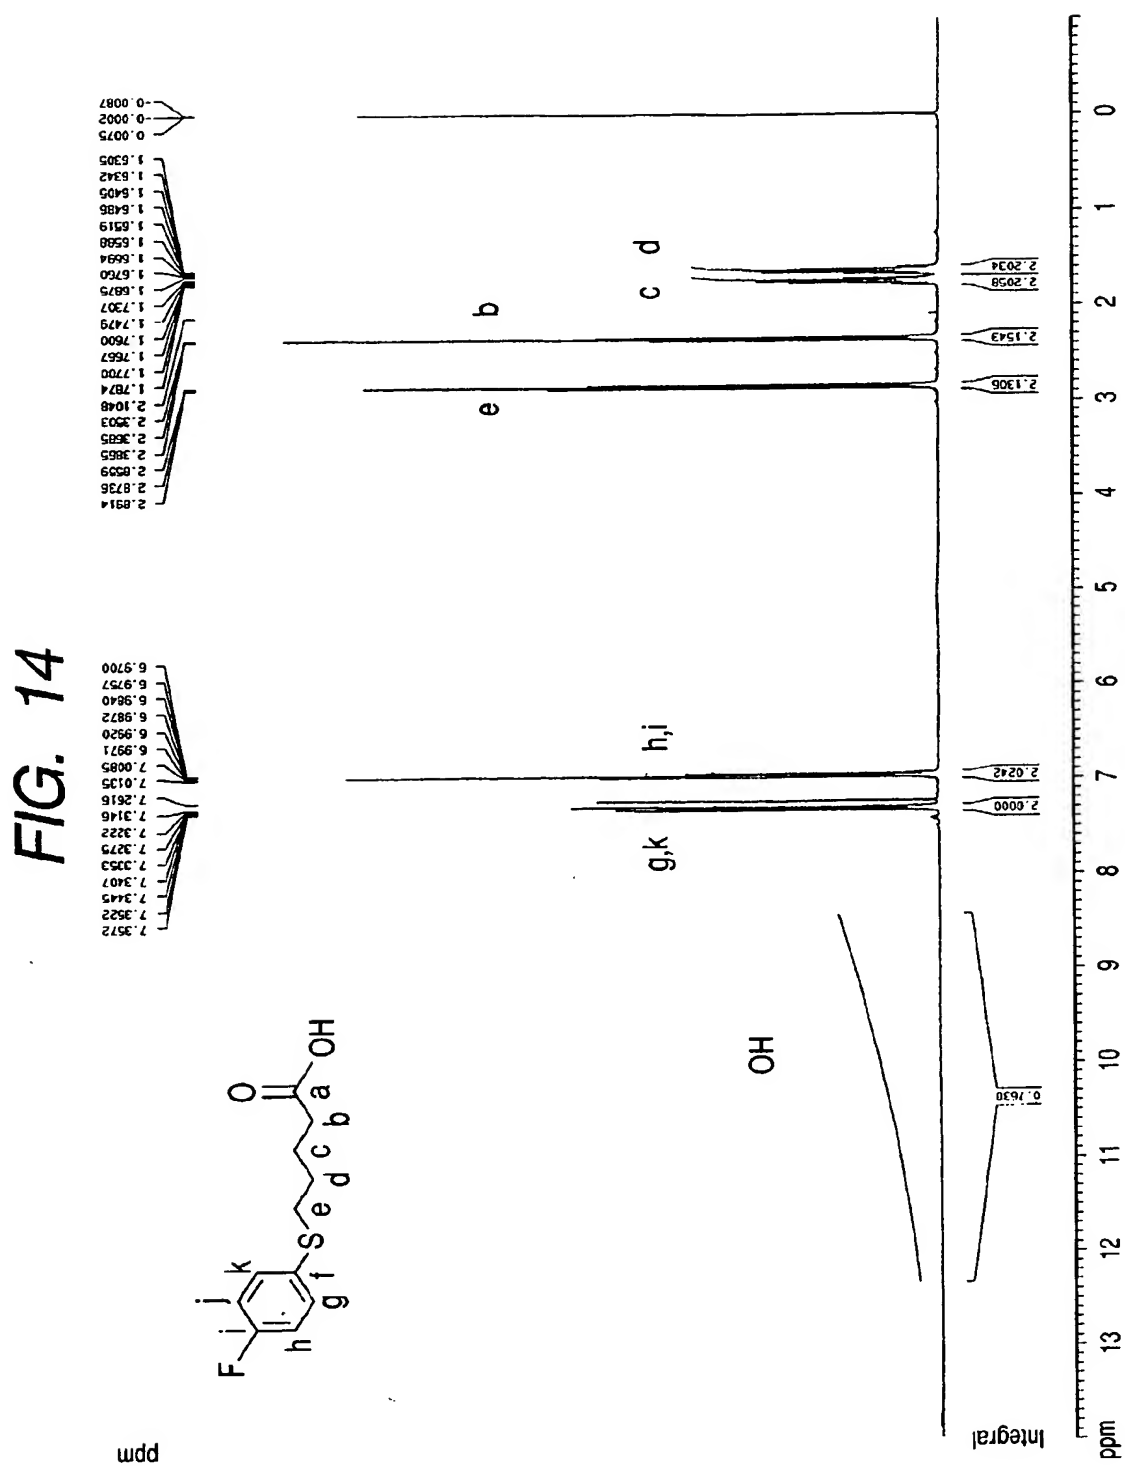 FIG. 14
ppm
7.3572
7.3522
7.3445
7.3407
7.3353
7.3275
7.3222
7.3146
7.2616
7.0135
7.0085
6.9971
6.9920
6.9872
6.9840
6.9757
6.9700
2.8914
2.8736
2.8559
2.3865
2.3685
2.3503
2.1048
1.7874
1.7700
1.7667
1.7600
1.7479
1.7307
1.6875
1.6760
1.6694
1.6588
1.6519
1.6486
1.6405
1.6342
1.6305
0.0075
-0.0002
-0.0087
F
i
j
k
h
g
f
S
e
d
c
b
a
O
OH
OH
g,k
h,i
e
b
c
d
Integral
0.7630
2.0000
2.0242
2.1306
2.1543
2.2058
2.2034
ppm 13 12 11 10 9 8 7 6 5 4 3 2 1 0